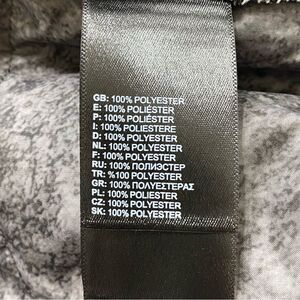 GB: 100% POLYESTER
E: 100% POLIÉSTER
P: 100% POLIÉSTER
I: 100% POLIESTERE
D: 100% POLYESTER
NL: 100% POLYESTER
F: 100% POLYESTER
RU: 100% ПОЛИЭСТЕР
TR: %100 POLYESTER
GR: 100% ΠΟΛΥΕΣΤΕΡΑΣ
PL: 100% POLIESTER
CZ: 100% POLYESTER
SK: 100% POLYESTER